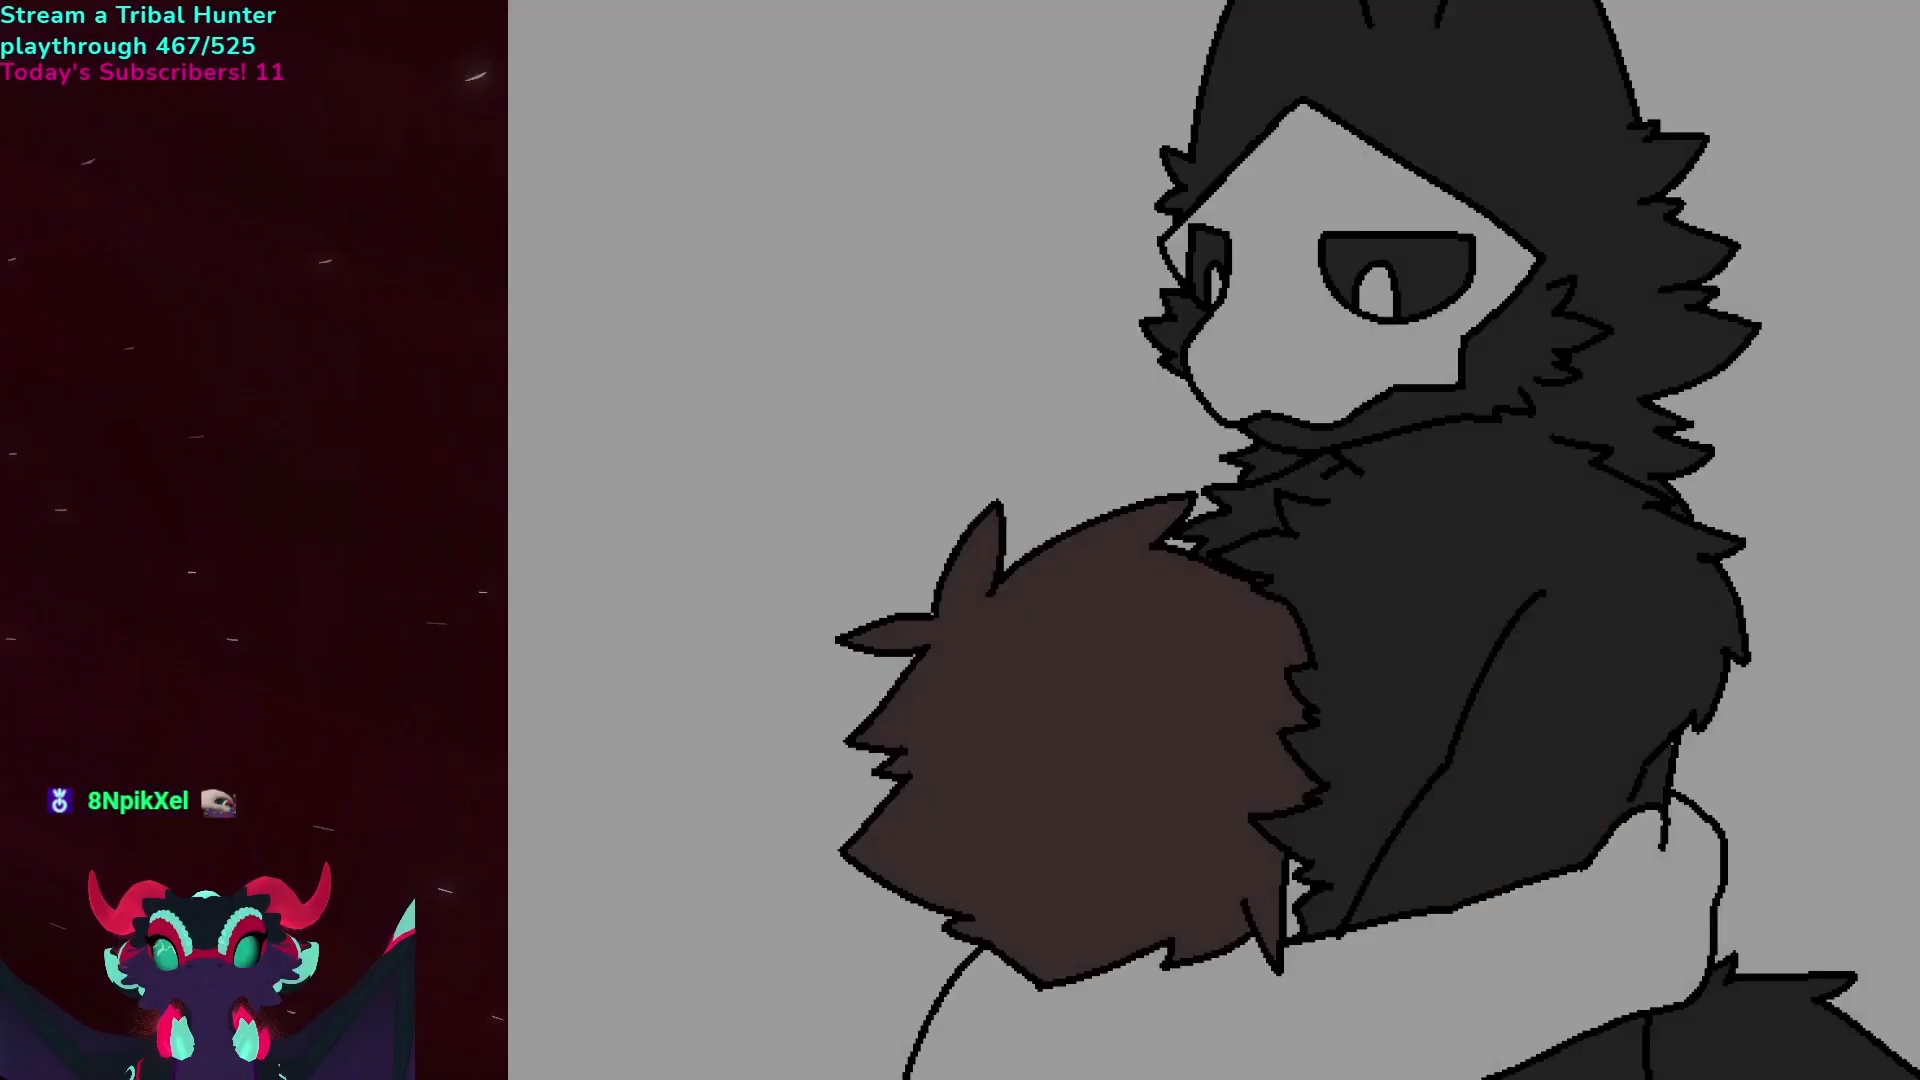 Stream a Tribal Hunter
playthrough 467/525
Today's Subscribers! 11
8NpikXel